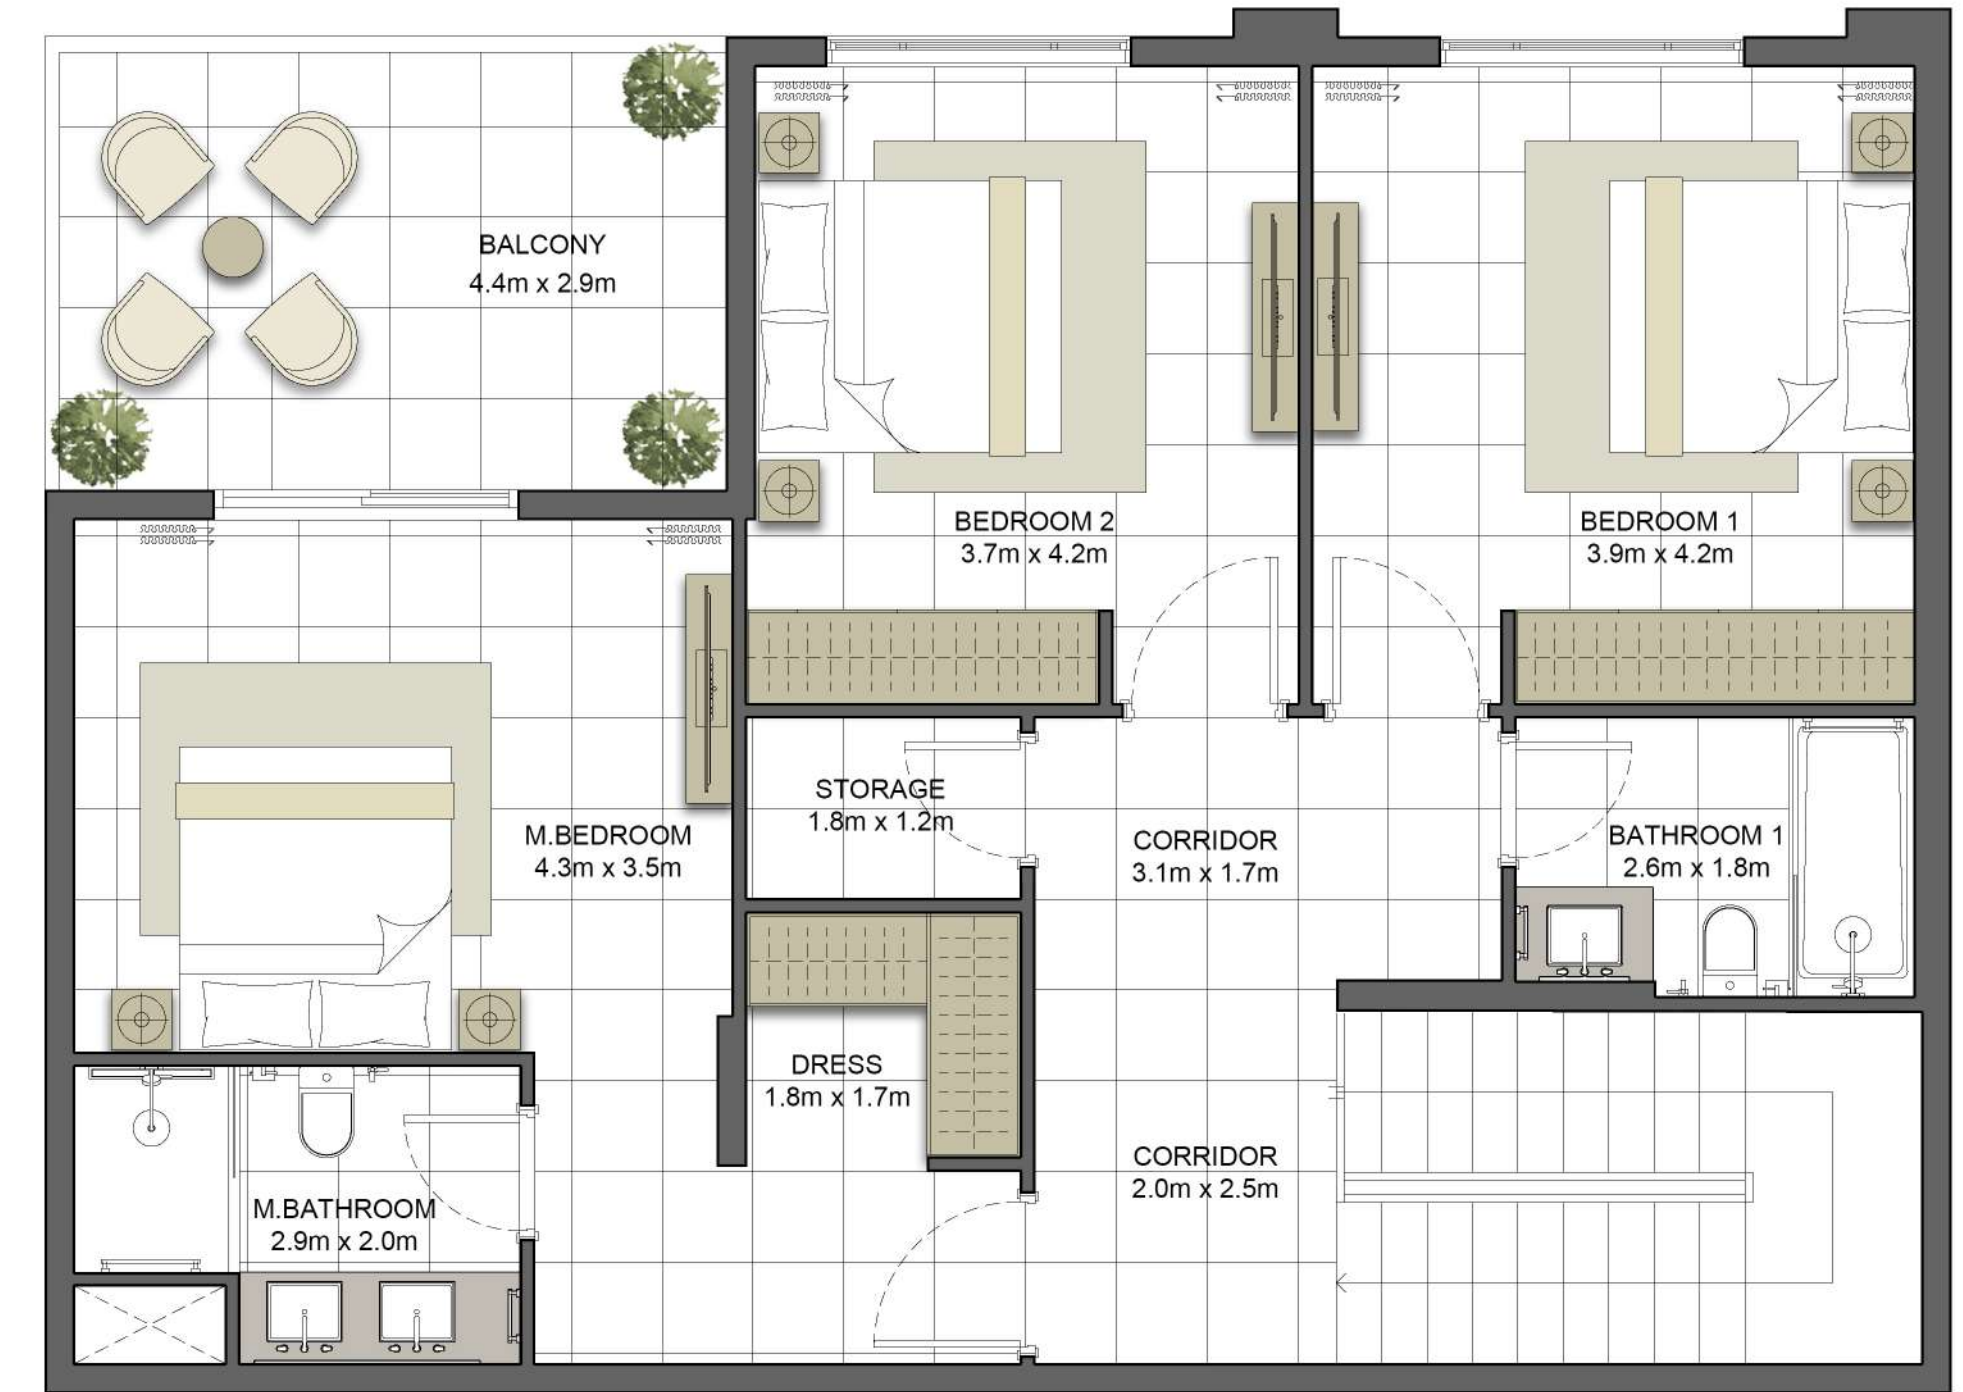 BALCONY
4.4m x 2.9m
BEDROOM 2
3.7m x 4.2m
BEDROOM 1
3.9m x 4.2m
M.BEDROOM
4.3m x 3.5m
STORAGE
1.8m x 1.2m
CORRIDOR
3.1m x 1.7m
BATHROOM 1
2.6m x 1.8m
DRESS
1.8m x 1.7m
CORRIDOR
2.0m x 2.5m
M.BATHROOM
2.9m x 2.0m